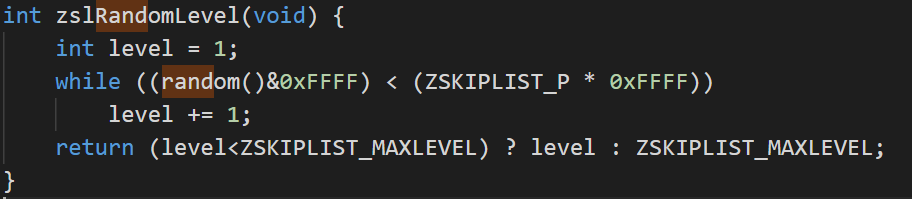 int zslRandomLevel(void) {
    int level = 1;
    while ((random()&0xFFFF) < (ZSKIPLIST_P * 0xFFFF))
        level += 1;
    return (level<ZSKIPLIST_MAXLEVEL) ? level : ZSKIPLIST_MAXLEVEL;
}